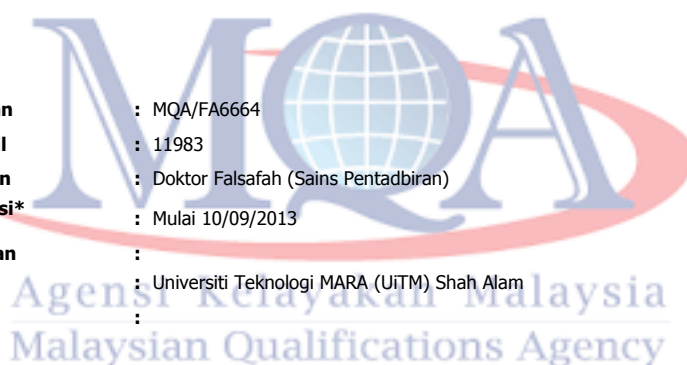 MQA
an : MQA/FA6664
l : 11983
n : Doktor Falsafah (Sains Pentadbiran)
si*
: Mulai 10/09/2013
an :
: Universiti Teknologi MARA (UiTM) Shah Alam
Agensi Kelayakan Malaysia
:
Malaysian Qualifications Agency